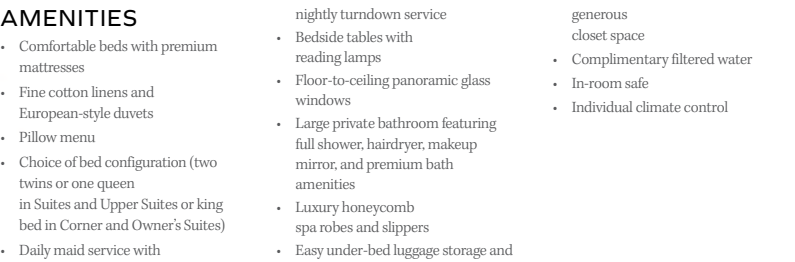 AMENITIES
• Comfortable beds with premium
mattresses
• Fine cotton linens and
European-style duvets
• Pillow menu
• Choice of bed configuration (two
twins or one queen
in Suites and Upper Suites or king
bed in Corner and Owner's Suites)
• Daily maid service with
nightly turndown service
• Bedside tables with
reading lamps
• Floor-to-ceiling panoramic glass
windows
• Large private bathroom featuring
full shower, hairdryer, makeup
mirror, and premium bath
amenities
• Luxury honeycomb
spa robes and slippers
• Easy under-bed luggage storage and
generous
closet space
• Complimentary filtered water
• In-room safe
• Individual climate control